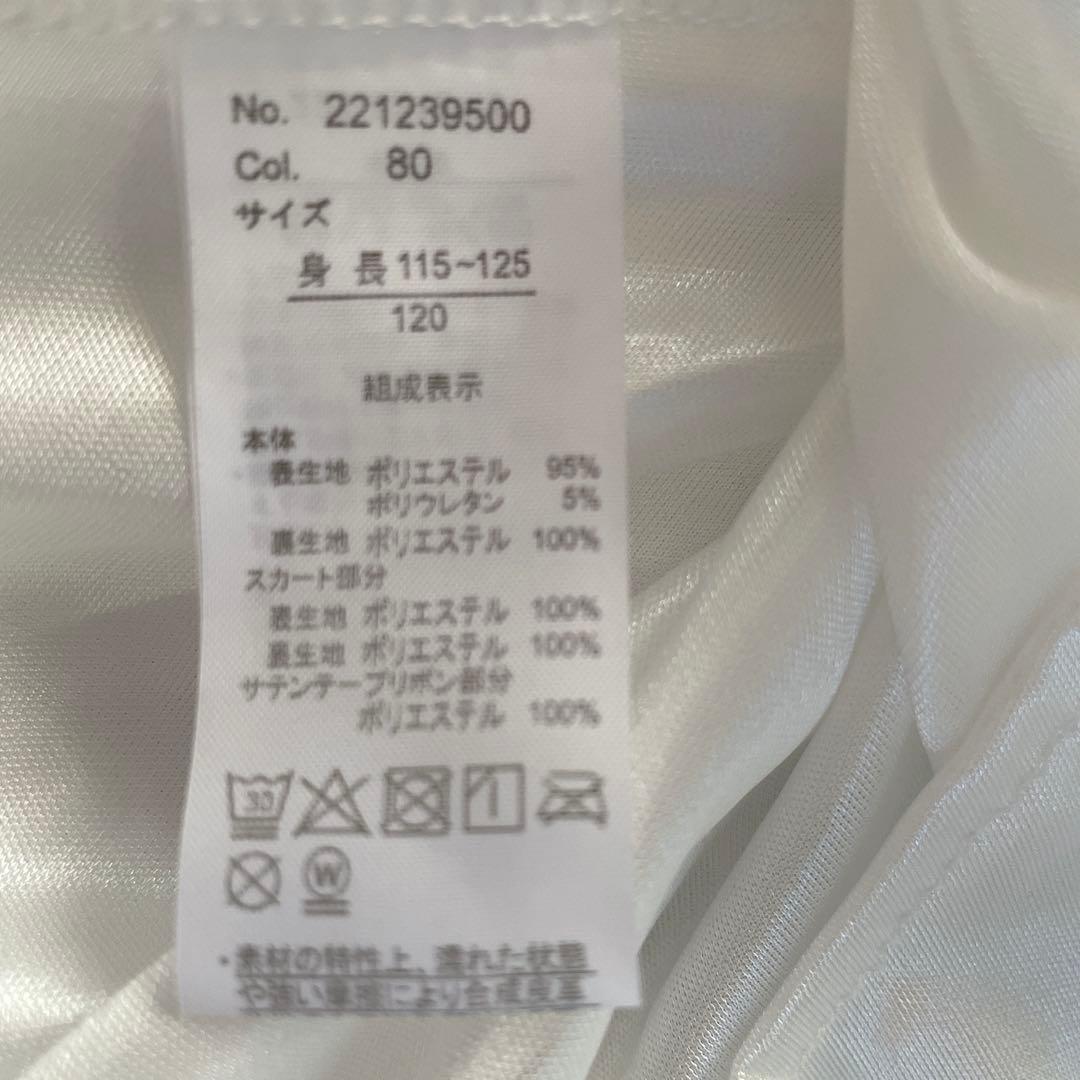 No. 221239500
Col. 80
サイズ
身長 115~125
120
組成表示
本体
表生地 ポリエステル 95%
ポリウレタン 5%
裏生地 ポリエステル 100%
スカート部分
表生地 ポリエステル 100%
裏生地 ポリエステル 100%
サテンテープリボン部分
ポリエステル 100%
30
W
・素材の特性上、濡れた状態
や強い摩擦により合成皮革